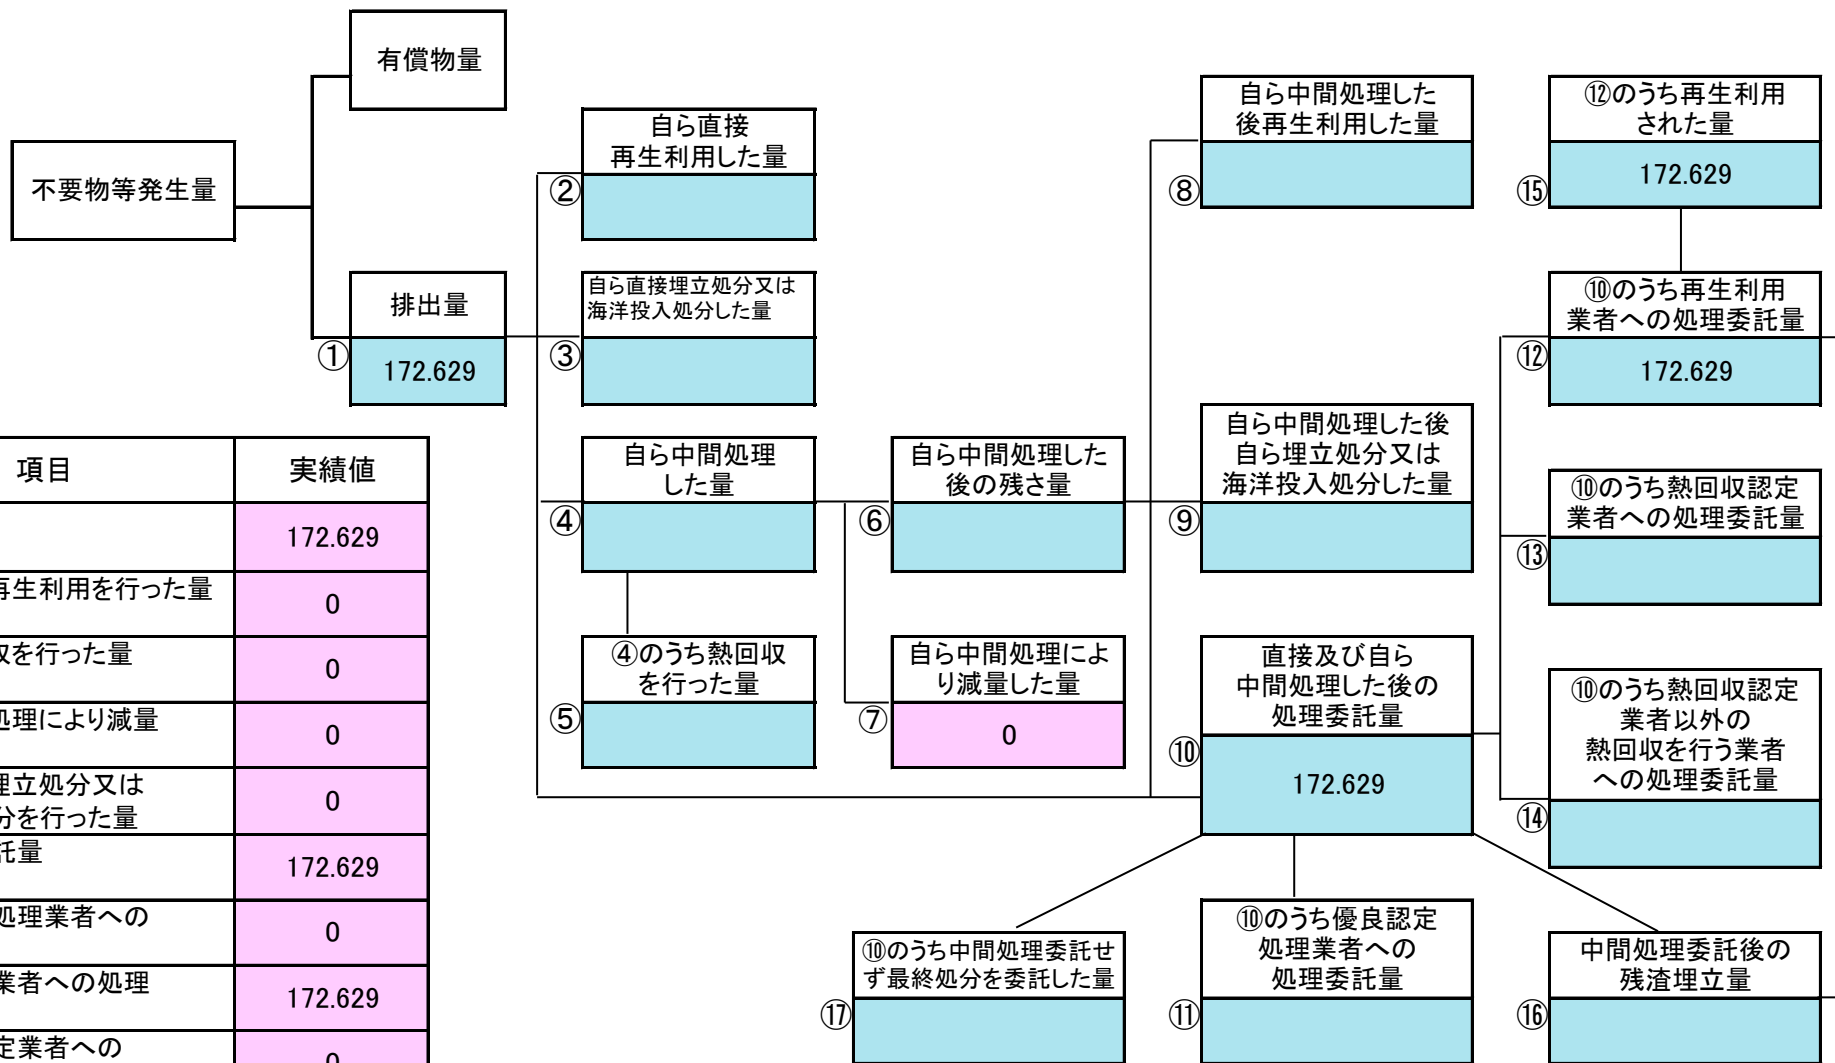 有償物量
不要物等発生量
排出量
①
172.629
自ら直接
再生利用した量
②
自ら直接埋立処分又は
海洋投入処分した量
③
自ら中間処理
した量
④
④のうち熱回収
を行った量
⑤
自ら中間処理した
後の残さ量
⑥
自ら中間処理によ
り減量した量
⑦
0
自ら中間処理した
後再生利用した量
⑧
自ら中間処理した後
自ら埋立処分又は
海洋投入処分した量
⑨
直接及び自ら
中間処理した後の
処理委託量
⑩
172.629
⑫のうち再生利用
された量
⑮
172.629
⑩のうち再生利用
業者への処理委託量
⑫
172.629
⑩のうち熱回収認定
業者への処理委託量
⑬
⑩のうち熱回収認定
業者以外の
熱回収を行う業者
への処理委託量
⑭
⑩のうち中間処理委託せ
ず最終処分を委託した量
⑰
⑩のうち優良認定
処理業者への
処理委託量
⑪
中間処理委託後の
残渣埋立量
⑯
項目
実績値
172.629
再生利用を行った量
0
を行った量
0
処理により減量
0
埋立処分又は
分を行った量
0
託量
172.629
処理業者への
0
業者への処理
172.629
定業者への
0